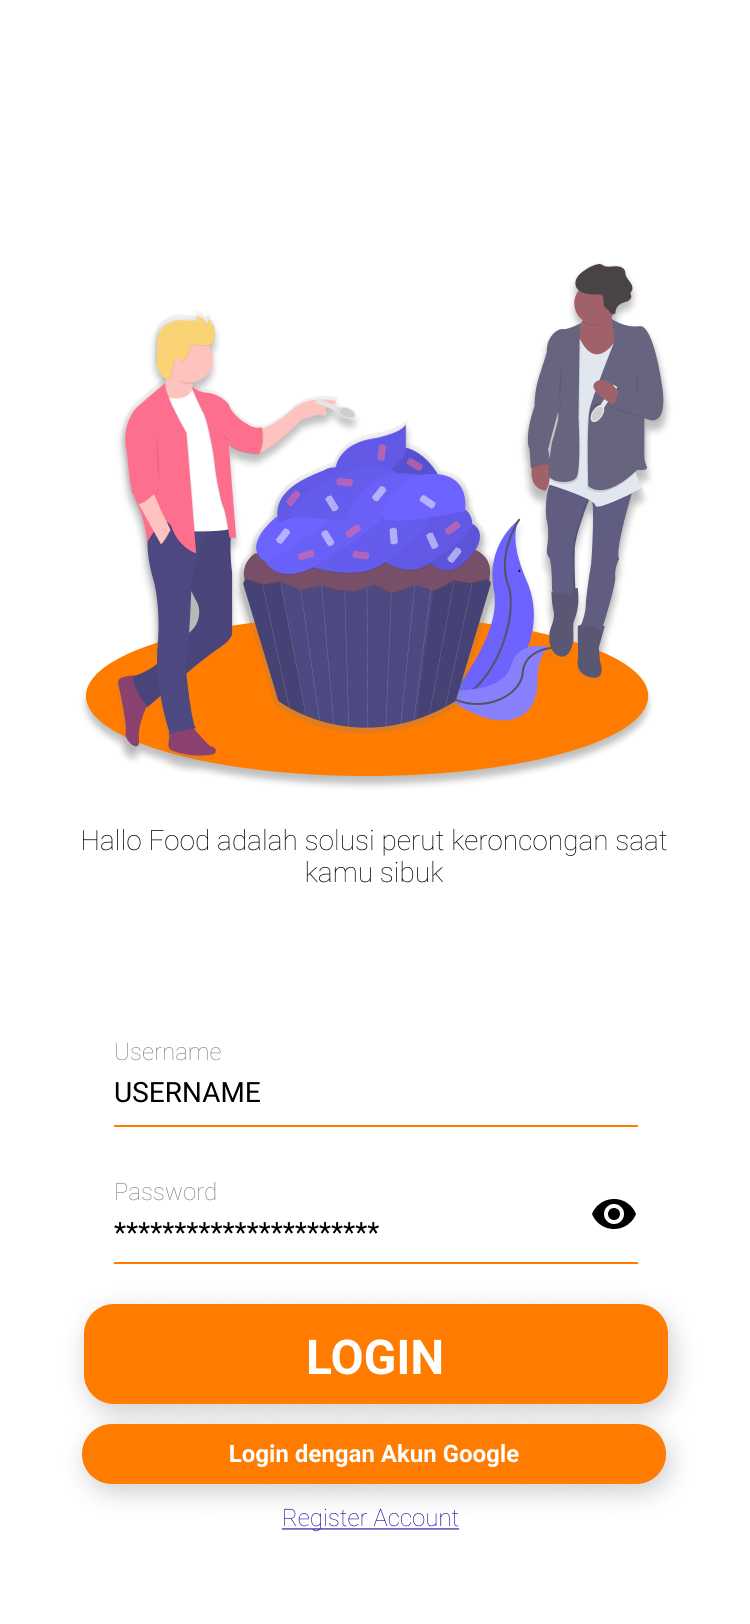 Hallo Food adalah solusi perut keroncongan saat
kamu sibuk
Username
USERNAME
Password
**********************
LOGIN
Login dengan Akun Google
Register Account